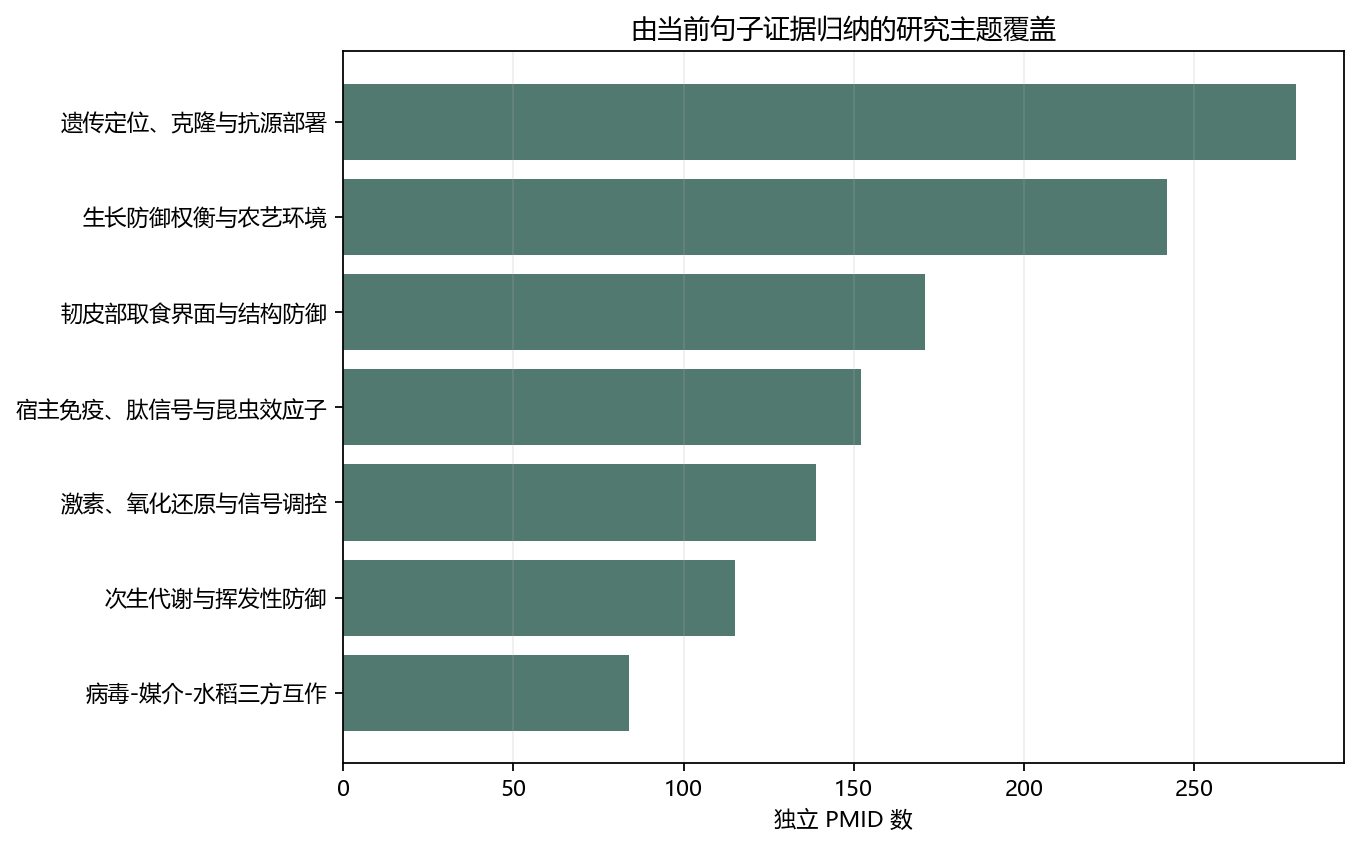 由当前句子证据归纳的研究主题覆盖
遗传定位、克隆与抗源部署
生长防御权衡与农艺环境
韧皮部取食界面与结构防御
宿主免疫、肽信号与昆虫效应子
激素、氧化还原与信号调控
次生代谢与挥发性防御
病毒-媒介-水稻三方互作
0 50 100 150 200 250
独立 PMID 数